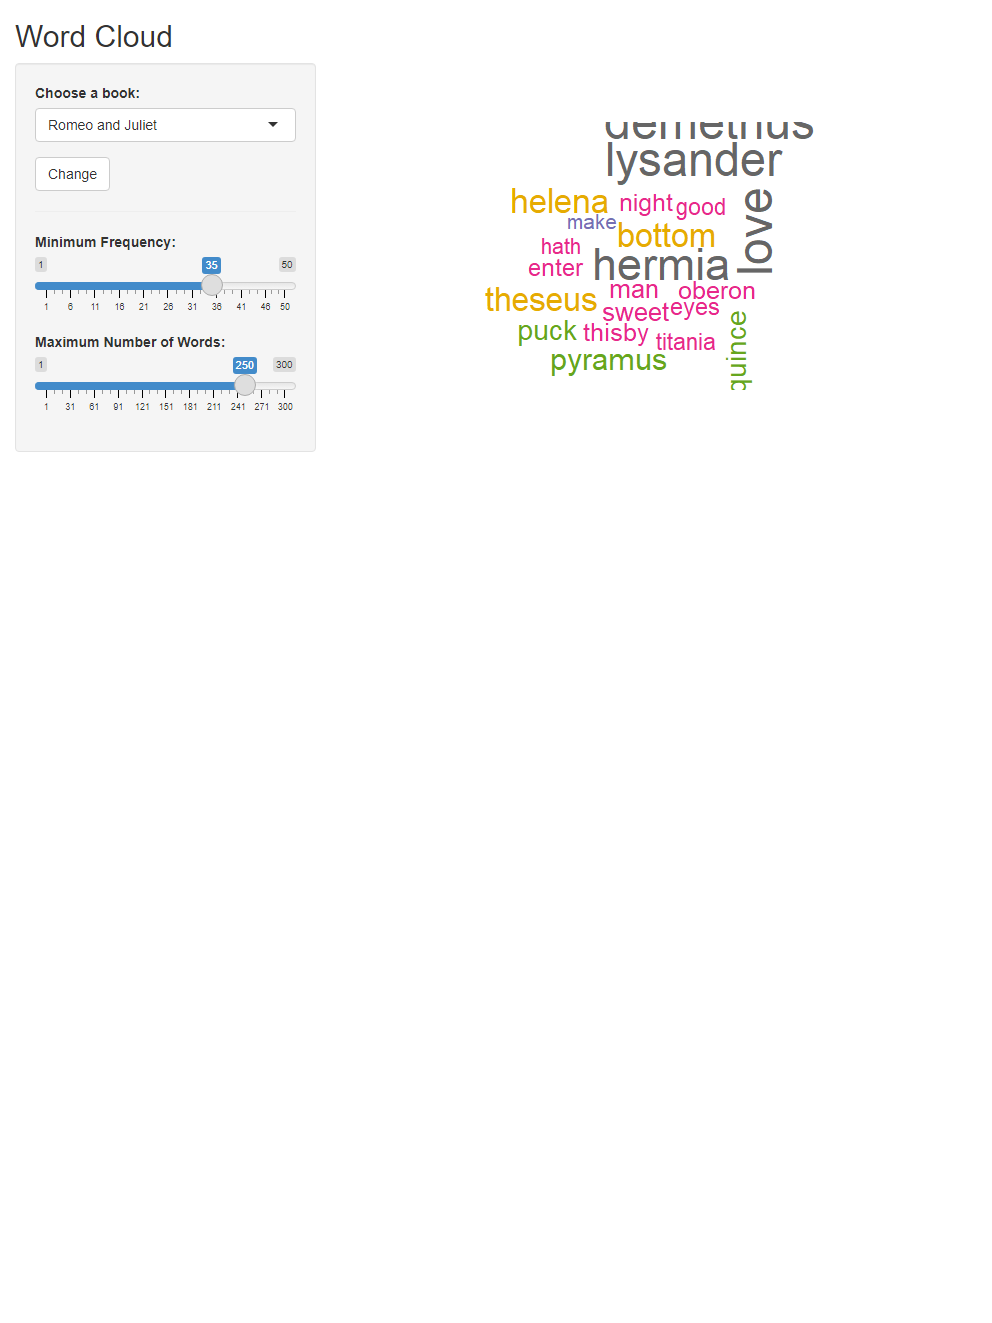 Word Cloud
Choose a book:
Romeo and Juliet
Change
Minimum Frequency:
1 35 50
1 6 11 16 21 26 31 36 41 46 50
Maximum Number of Words:
1 250 300
1 31 61 91 121 151 181 211 241 271 300
demetrius
lysander
love
helena
night
good
make
bottom
hath
enter
hermia
theseus
man
oberon
sweet
eyes
puck
thisby
titania
quince
pyramus